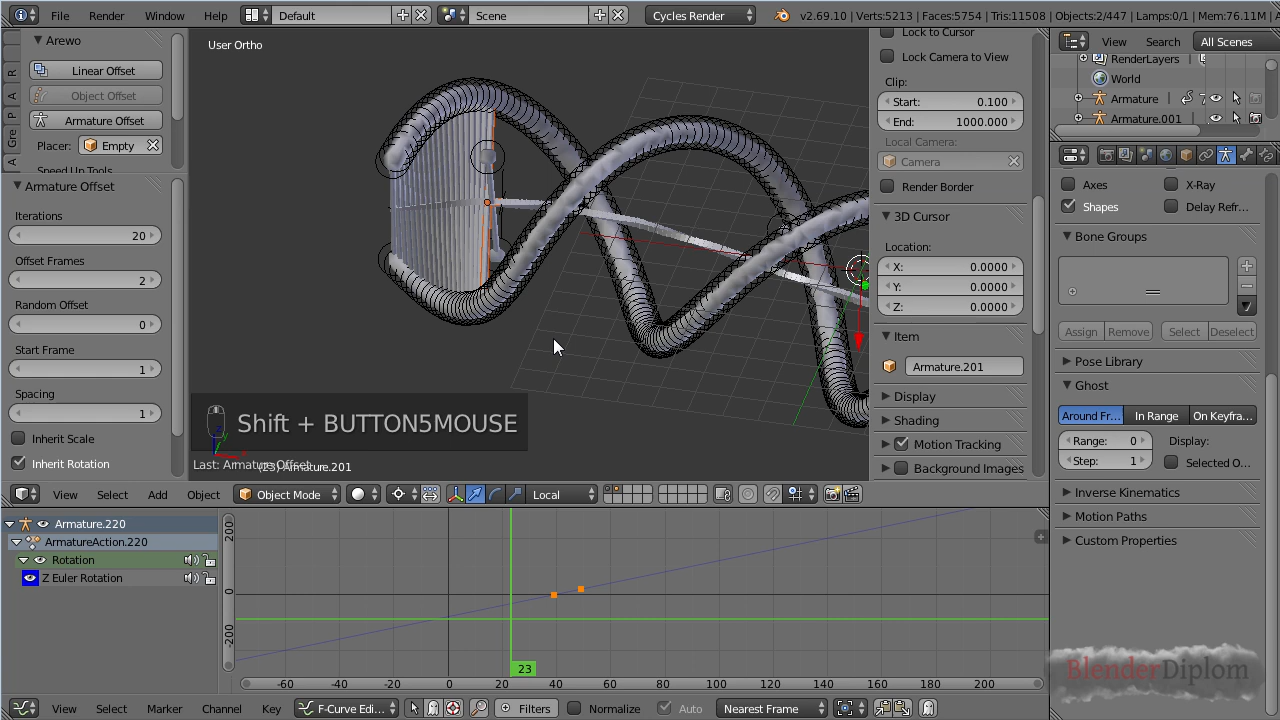 File
Render
Window
Help
Default
Scene
Cycles Render
v2.69.10 | Verts:5213 | Faces:5754 | Tris:11508 | Objects:2/447 | Lamps:0/1 | Mem:76.11M
Arewo
Linear Offset
Object Offset
Armature Offset
Placer:
Empty
Speed Up Tools
R
A
Gre
A
Armature Offset
Iterations
20
Offset Frames
2
Random Offset
0
Start Frame
1
Spacing
1
Inherit Scale
Inherit Rotation
User Ortho
Shift + BUTTON5MOUSE
Last: Armature Offset
(23) Armature.201
Lock to Cursor
Lock Camera to View
Clip:
Start: 0.100
End: 1000.000
Local Camera:
Camera
Render Border
3D Cursor
Location:
X: 0.0000
Y: 0.0000
Z: 0.0000
Item
Armature.201
Display
Shading
Motion Tracking
Background Images
View
Search
All Scenes
RenderLayers
World
Armature
Armature.001
Axes
X-Ray
Shapes
Delay Refr...
Bone Groups
Assign
Remove
Select
Deselect
Pose Library
Ghost
Around Fr...
In Range
On Keyfra...
Range: 0
Display:
Step: 1
Selected O...
Inverse Kinematics
Motion Paths
Custom Properties
View
Select
Add
Object
Object Mode
Local
Armature.220
ArmatureAction.220
Rotation
Z Euler Rotation
200
0
-200
23
-60 -40 -20 0 20 40 60 80 100 120 140 160 180 200
View
Select
Marker
Channel
Key
F-Curve Edi...
Filters
Normalize
Auto
Nearest Frame
BlenderDiplom